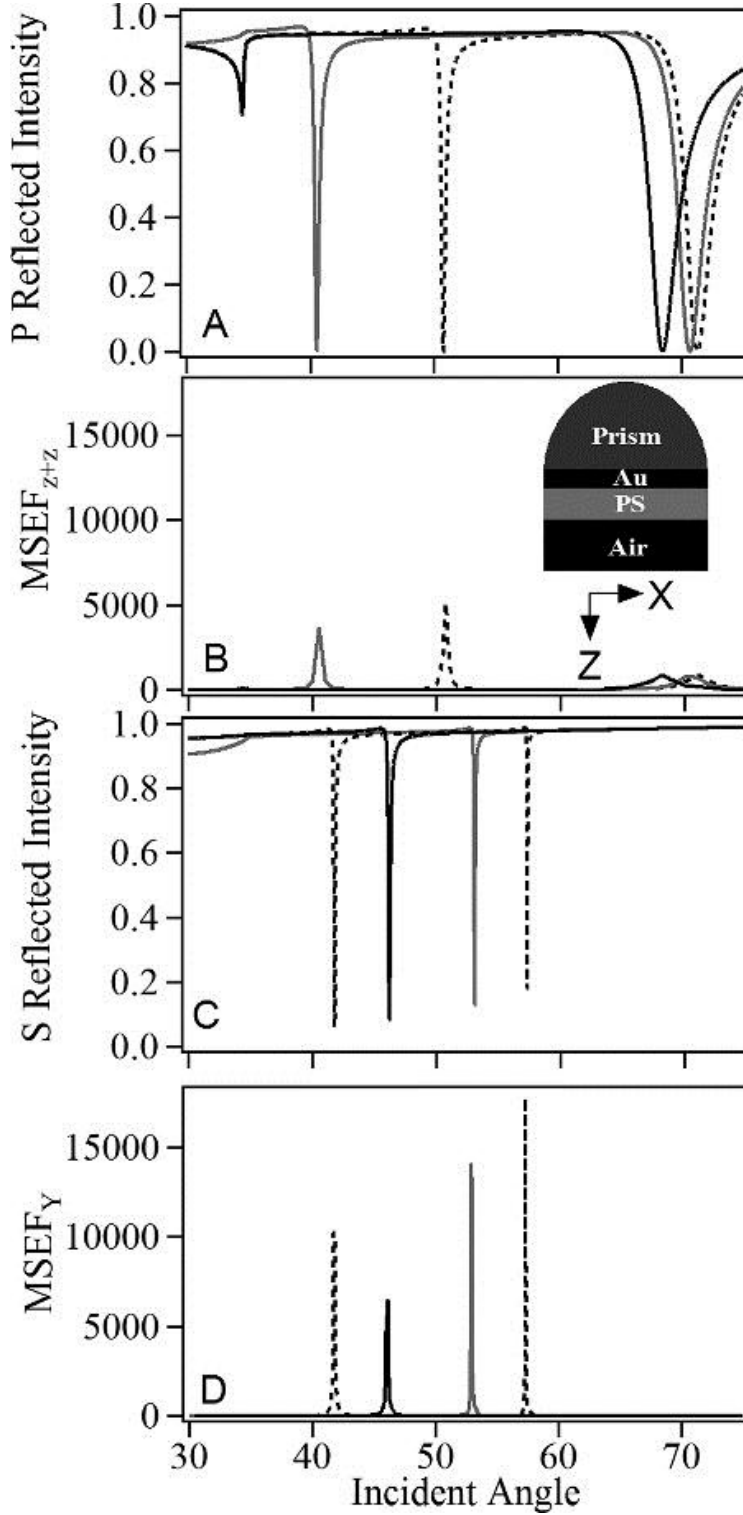 P Reflected Intensity
1.0
0.8
0.6
0.4
0.2
0.0
A
MSEFz+z
15000
10000
5000
0
B
Prism
Au
PS
Air
X
Z
S Reflected Intensity
1.0
0.8
0.6
0.4
0.2
0.0
C
MSEFY
15000
10000
5000
0
D
30 40 50 60 70
Incident Angle